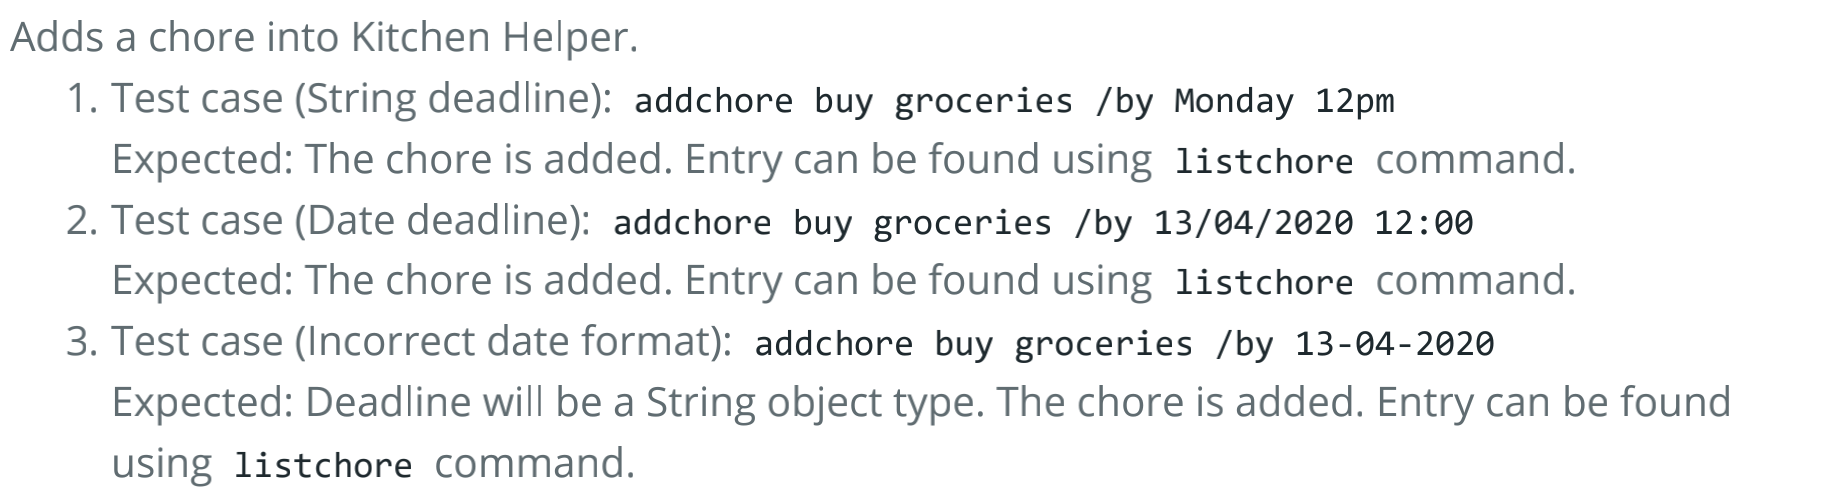 Adds a chore into Kitchen Helper.
1. Test case (String deadline): addchore buy groceries /by Monday 12pm
Expected: The chore is added. Entry can be found using listchore command.
2. Test case (Date deadline): addchore buy groceries /by 13/04/2020 12:00
Expected: The chore is added. Entry can be found using listchore command.
3. Test case (Incorrect date format): addchore buy groceries /by 13-04-2020
Expected: Deadline will be a String object type. The chore is added. Entry can be found
using listchore command.